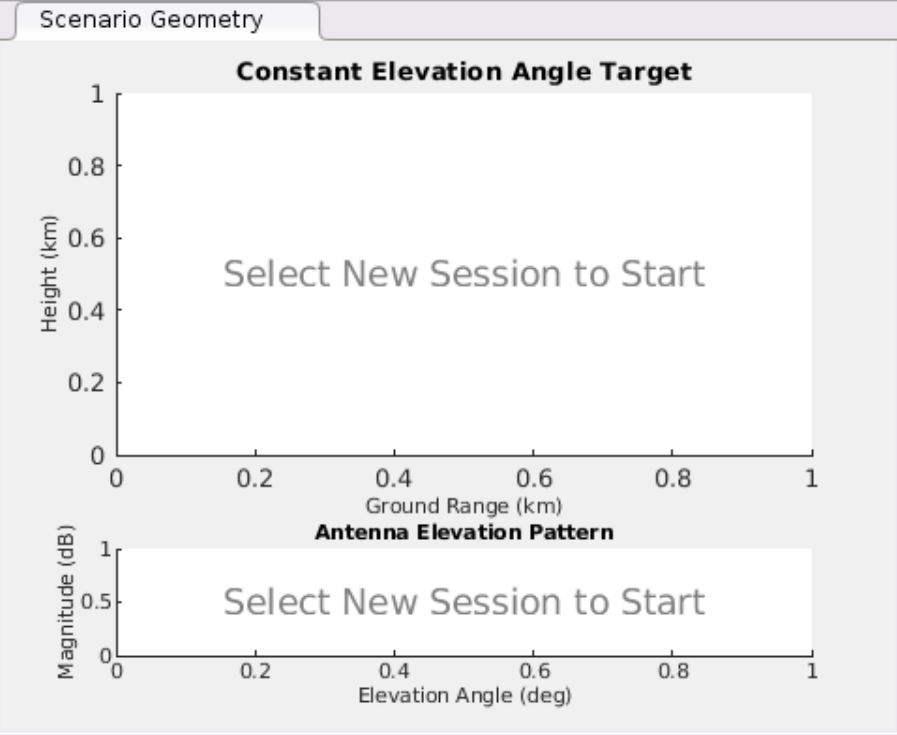 Scenario Geometry
Constant Elevation Angle Target
1
0.8
0.6
0.4
0.2
0
Height (km)
Select New Session to Start
0 0.2 0.4 0.6 0.8 1
Ground Range (km)
Antenna Elevation Pattern
1
0.5
0
Magnitude (dB)
Select New Session to Start
0 0.2 0.4 0.6 0.8 1
Elevation Angle (deg)